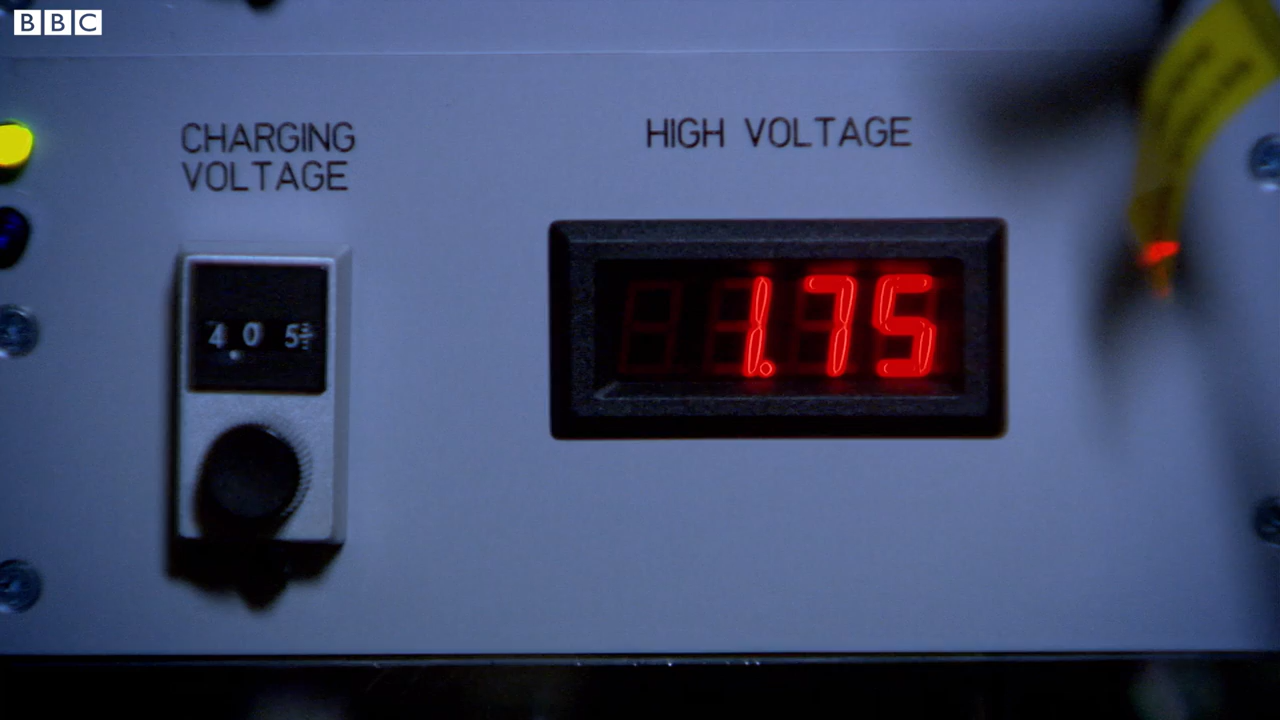 BBC
CHARGING
VOLTAGE
HIGH VOLTAGE
4.0 5
1.75